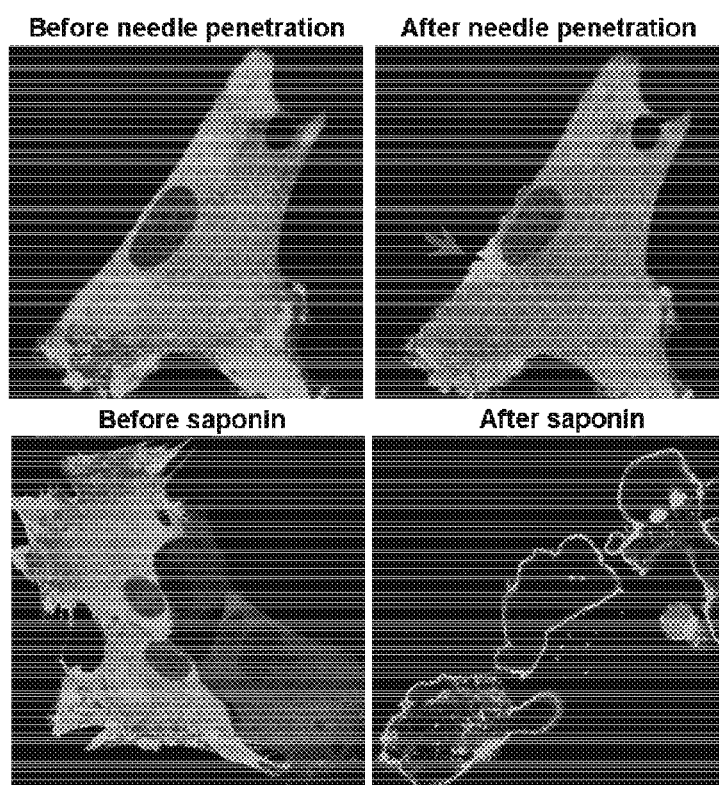 Before needle penetration
After needle penetration
Before saponin
After saponin